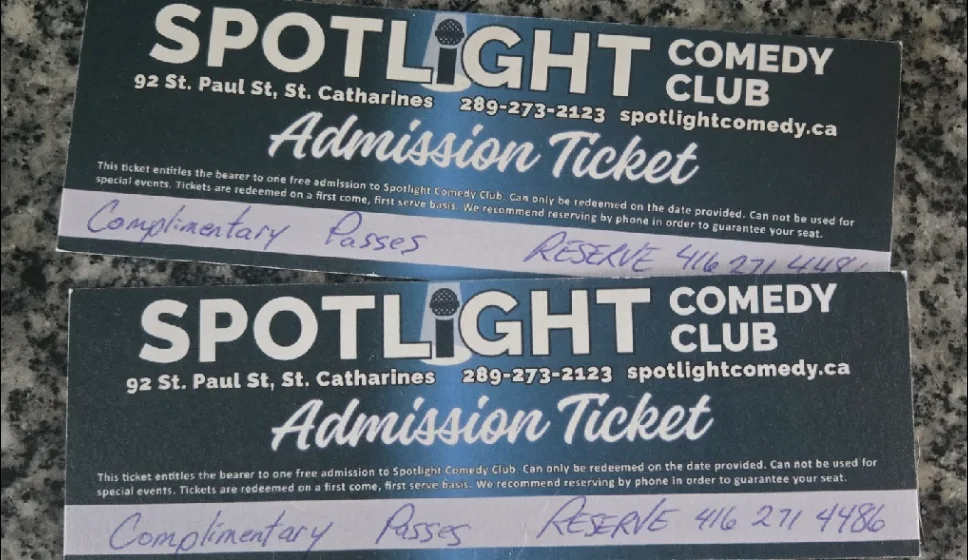 SPOTLIGHT COMEDY CLUB
92 St. Paul St, St. Catharines 289-273-2123 spotlightcomedy.ca
Admission Ticket
This ticket entitles the bearer to one free admission to Spotlight Comedy Club. Can only be redeemed on the date provided. Can not be used for
special events. Tickets are redeemed on a first come, first serve basis. We recommend reserving by phone in order to guarantee your seat.
Complimentary Passes RESERVE 416 271 4486
SPOTLIGHT COMEDY CLUB
92 St. Paul St, St. Catharines 289-273-2123 spotlightcomedy.ca
Admission Ticket
This ticket entitles the bearer to one free admission to Spotlight Comedy Club. Can only be redeemed on the date provided. Can not be used for
special events. Tickets are redeemed on a first come, first serve basis. We recommend reserving by phone in order to guarantee your seat.
Complimentary Passes RESERVE 416 271 4486